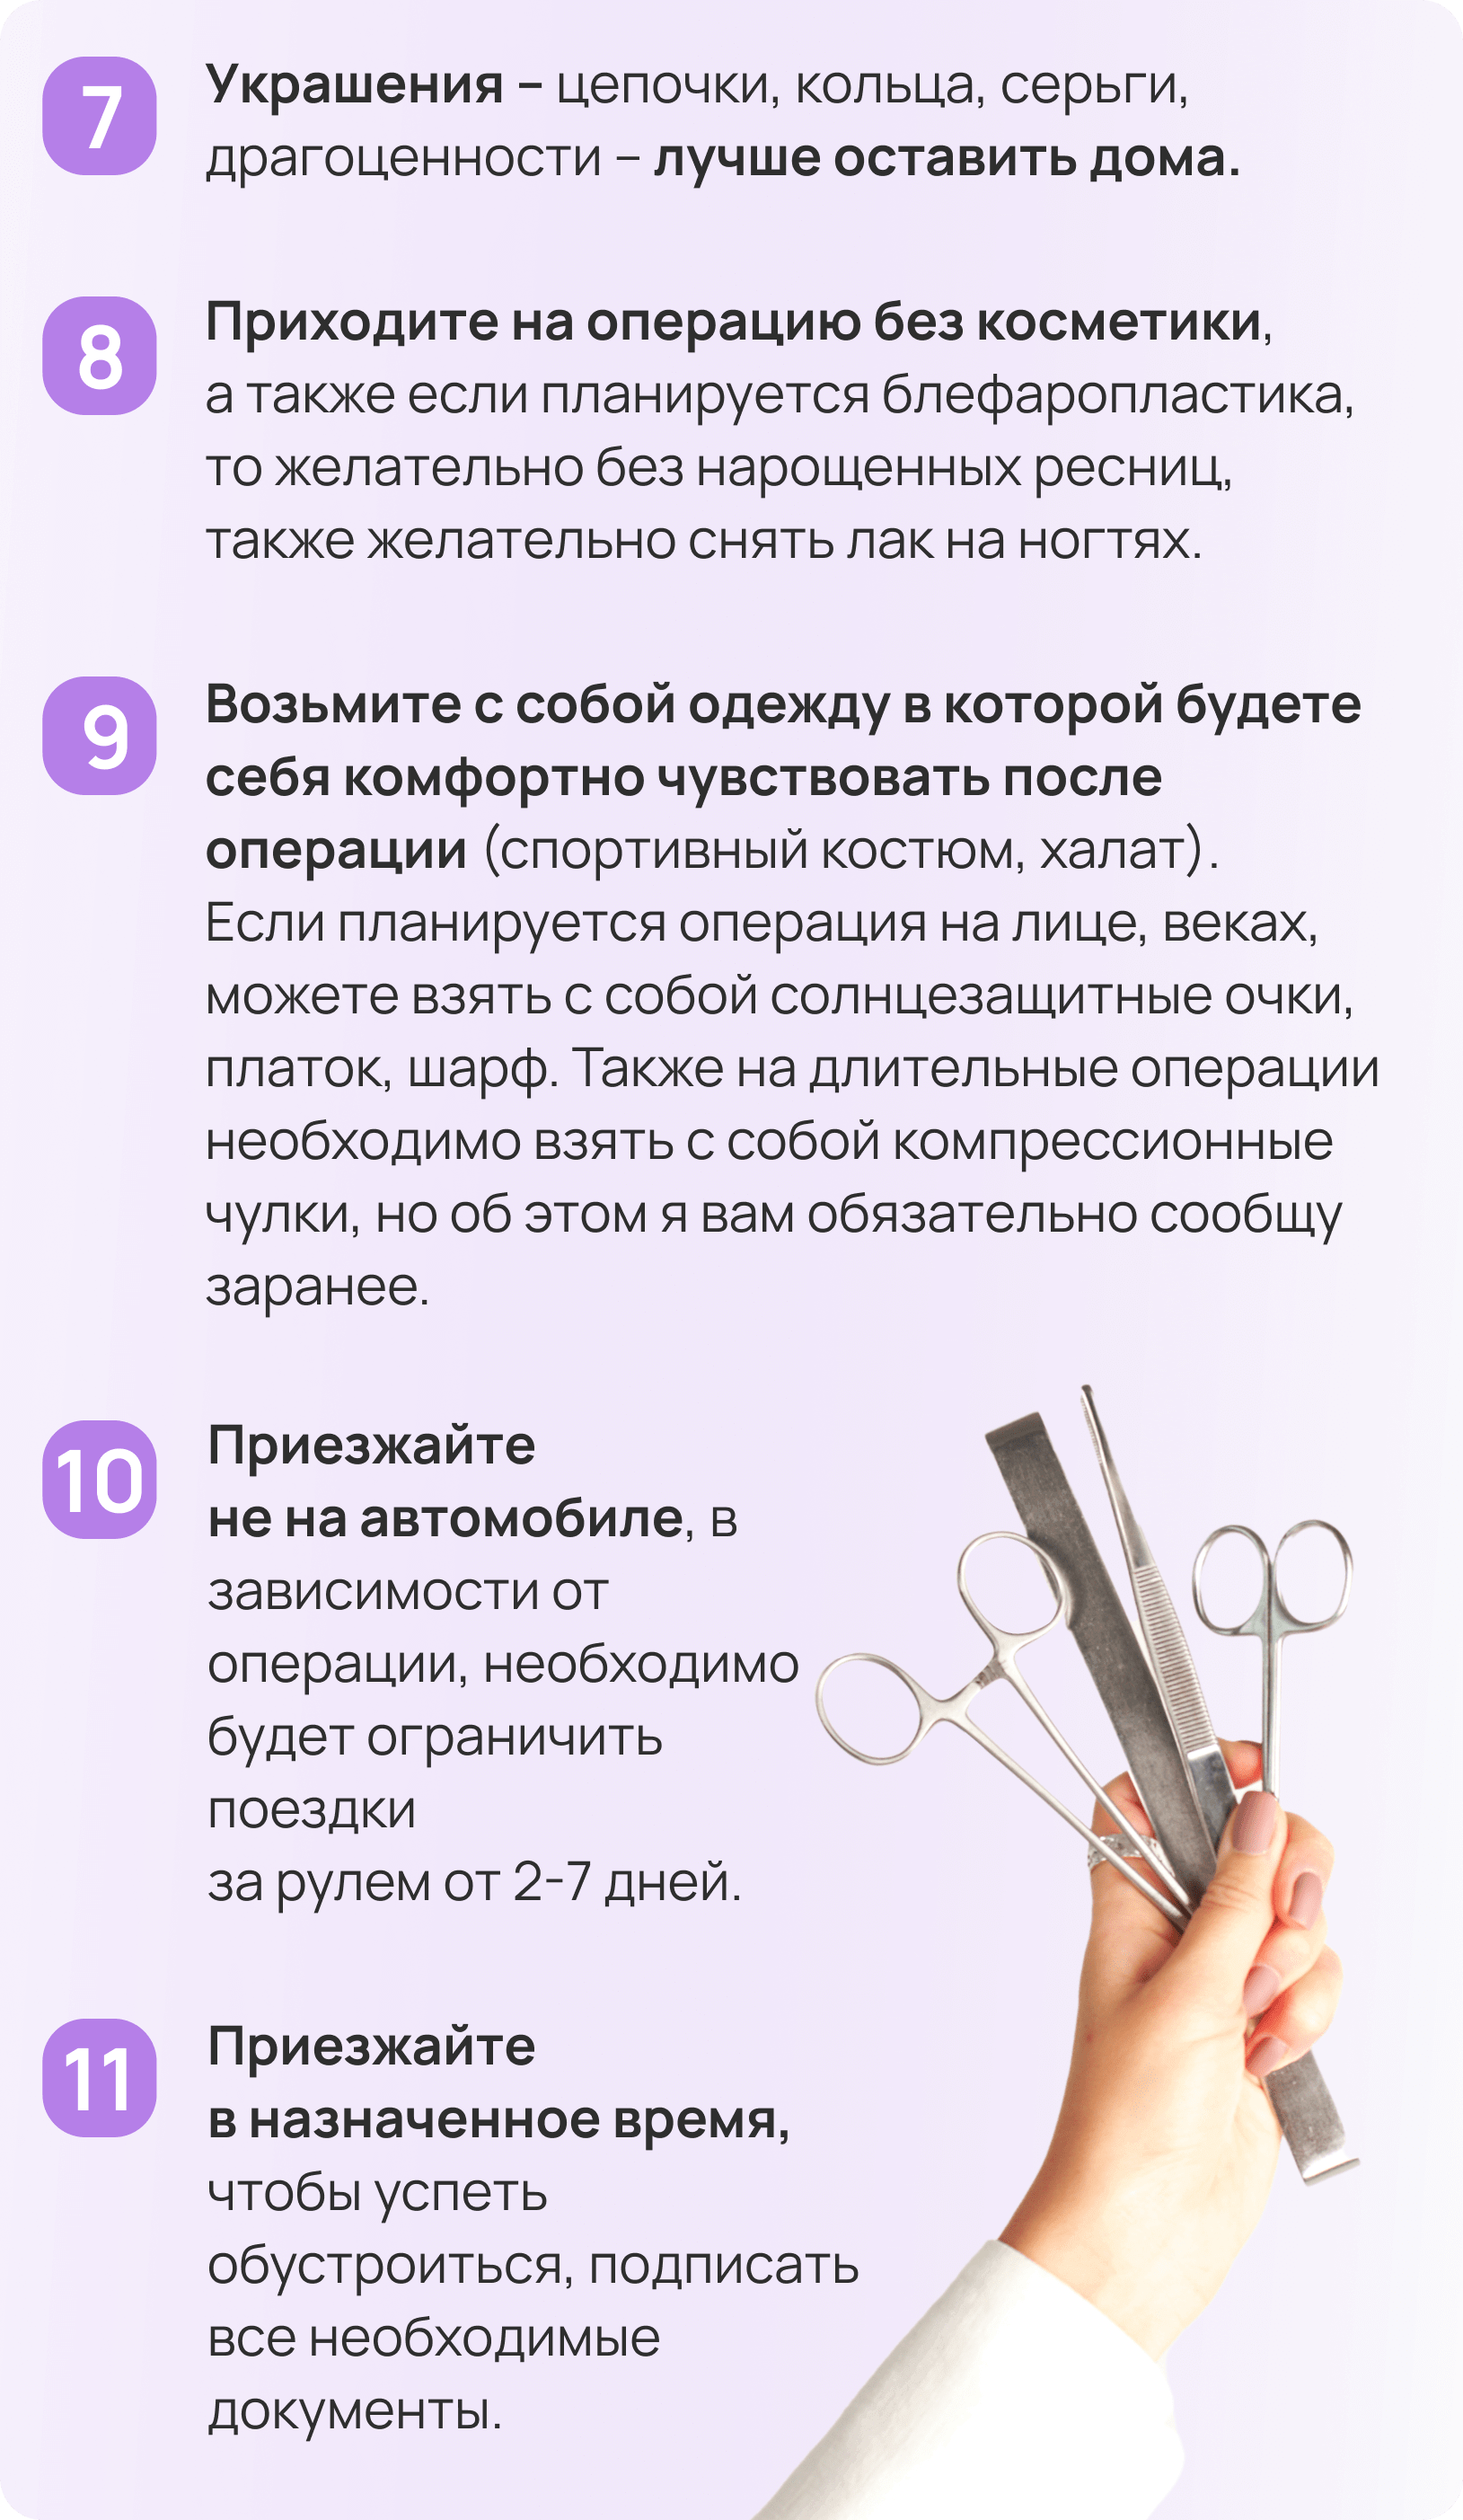 7
Украшения – цепочки, кольца, серьги,
драгоценности – лучше оставить дома.
8
Приходите на операцию без косметики,
а также если планируется блефаропластика,
то желательно без нарощенных ресниц,
также желательно снять лак на ногтях.
9
Возьмите с собой одежду в которой будете
себя комфортно чувствовать после
операции (спортивный костюм, халат).
Если планируется операция на лице, веках,
можете взять с собой солнцезащитные очки,
платок, шарф. Также на длительные операции
необходимо взять с собой компрессионные
чулки, но об этом я вам обязательно сообщу
заранее.
10
Приезжайте
не на автомобиле, в
зависимости от
операции, необходимо
будет ограничить
поездки
за рулем от 2-7 дней.
11
Приезжайте
в назначенное время,
чтобы успеть
обустроиться, подписать
все необходимые
документы.